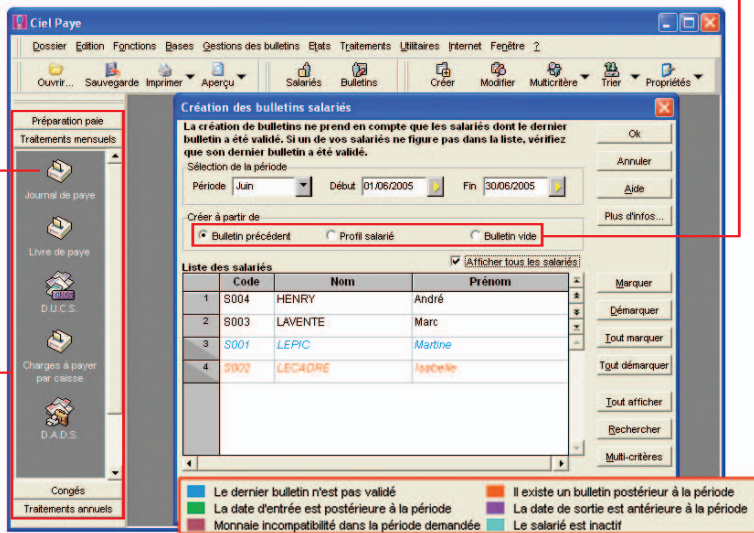 Ciel Paye
Dossier Edition Fonctions Bases Gestions des bulletins Etats Traitements Utilitaires Internet Fenêtre ?
Ouvrir... Sauvegarde Imprimer Aperçu Salariés Bulletins Créer Modifier Multicritère Trier Propriétés
Préparation paie
Traitements mensuels
Journal de paye
Livre de paye
DUCS
D.U.C.S.
Charges à payer
par caisse
D.A.D.S.
Congés
Traitements annuels
Création des bulletins salariés
La création de bulletins ne prend en compte que les salariés dont le dernier
bulletin a été validé. Si un de vos salariés ne figure pas dans la liste, vérifiez
que son dernier bulletin a été validé.
Sélection de la période
Période Juin Début 01/06/2005 Fin 30/06/2005
Créer à partir de
Bulletin précédent Profil salarié Bulletin vide
Afficher tous les salariés
Liste des salariés
Code Nom Prénom
1 S004 HENRY André
2 S003 LAVENTE Marc
3 S001 LEPIC Martine
4 S002 LECADRE Isabelle
Ok
Annuler
Aide
Plus d'infos...
Marquer
Démarquer
Tout marquer
Tout démarquer
Tout afficher
Rechercher
Multi-critères
Le dernier bulletin n'est pas validé
Il existe un bulletin postérieur à la période
La date d'entrée est postérieure à la période
La date de sortie est antérieure à la période
Monnaie incompatibilité dans la période demandée
Le salarié est inactif